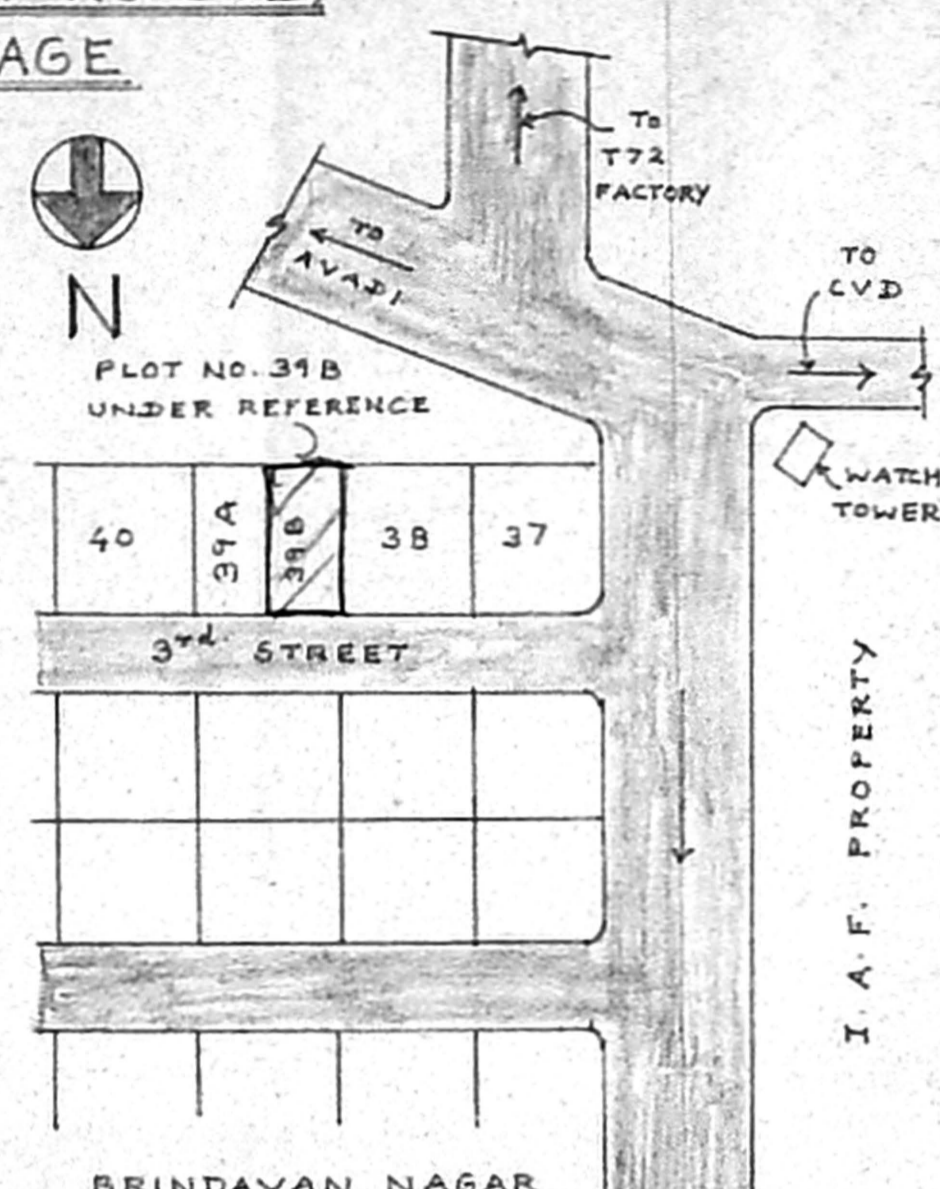 AGE
TO
T72
FACTORY
TO
AVADI
TO
CVD
N
PLOT NO. 39B
UNDER REFERENCE
WATCH
TOWER
40
39A
39B
38
37
3rd. STREET
I.A.F. PROPERTY
BRINDAVAN NAGAR